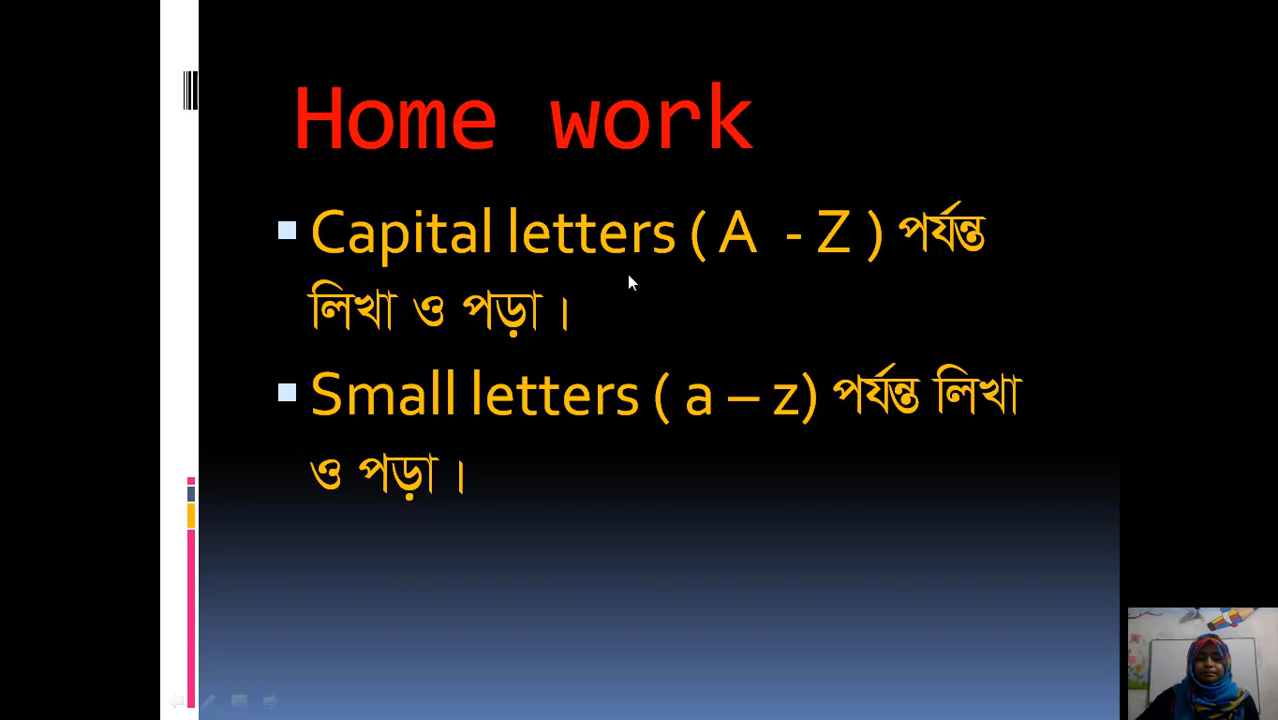 Home work
Capital letters ( A - Z ) পর্যন্ত
লিখা ও পড়া।
Small letters ( a – z) পর্যন্ত লিখা
ও পড়া।